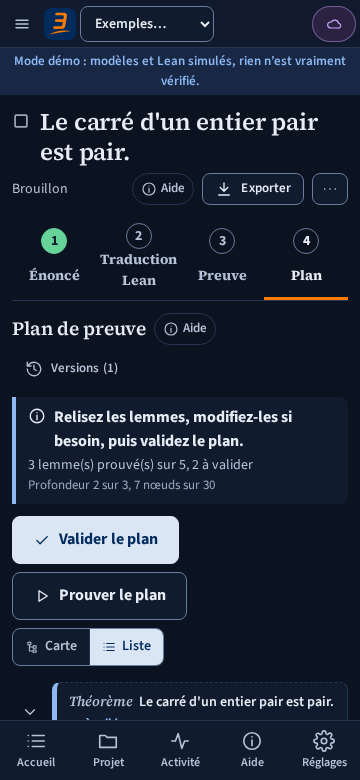 Exemples…
Mode démo : modèles et Lean simulés, rien n’est vraiment
vérifié.
Le carré d'un entier pair
est pair.
Brouillon
Aide
Exporter
...
1
2
3
4
Énoncé
Traduction
Lean
Preuve
Plan
Plan de preuve
Aide
Versions (1)
Relisez les lemmes, modifiez-les si
besoin, puis validez le plan.
3 lemme(s) prouvé(s) sur 5, 2 à valider
Profondeur 2 sur 3, 7 nœuds sur 30
Valider le plan
Prouver le plan
Carte
Liste
Théorème Le carré d'un entier pair est pair.
Accueil
Projet
Activité
Aide
Réglages